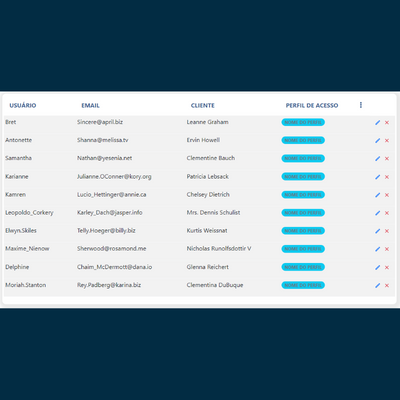 USUÁRIO EMAIL CLIENTE PERFIL DE ACESSO
Bret Sincere@april.biz Leanne Graham NOME DO PERFIL
Antonette Shanna@melissa.tv Ervin Howell NOME DO PERFIL
Samantha Nathan@yesenia.net Clementine Bauch NOME DO PERFIL
Karianne Julianne.OConner@kory.org Patricia Lebsack NOME DO PERFIL
Kamren Lucio_Hettinger@annie.ca Chelsey Dietrich NOME DO PERFIL
Leopoldo_Corkery Karley_Dach@jasper.info Mrs. Dennis Schulist NOME DO PERFIL
Elwyn.Skiles Telly.Hoeger@billy.biz Kurtis Weissnat NOME DO PERFIL
Maxime_Nienow Sherwood@rosamond.me Nicholas Runolfsdottir V NOME DO PERFIL
Delphine Chaim_McDermott@dana.io Glenna Reichert NOME DO PERFIL
Moriah.Stanton Rey.Padberg@karina.biz Clementina DuBuque NOME DO PERFIL